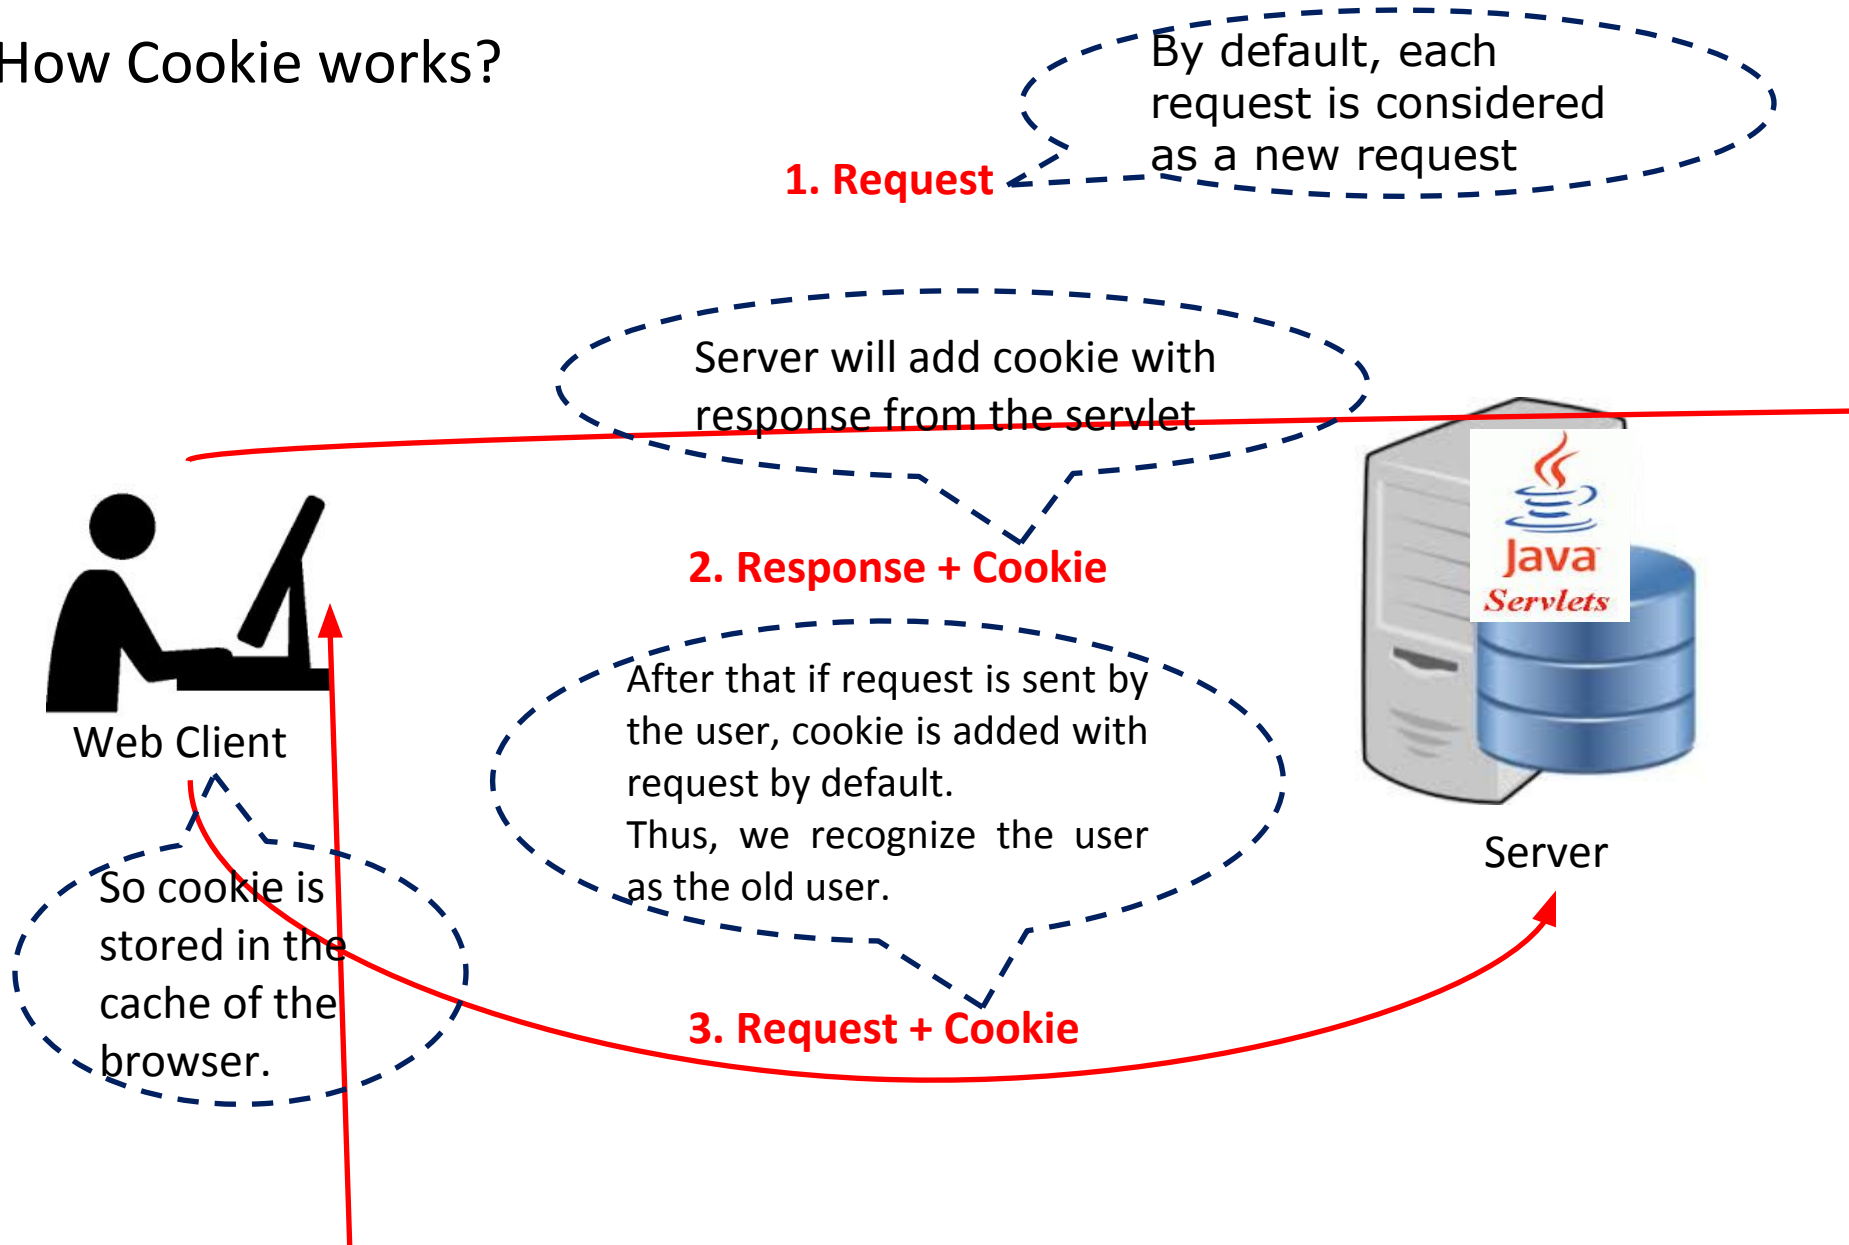 How Cookie works?
By default, each
request is considered
as a new request
1. Request
Server will add cookie with
response from the servlet
2. Response + Cookie
Java
Servlets
After that if request is sent by
the user, cookie is added with
request by default.
Thus, we recognize the user
as the old user.
Web Client
Server
So cookie is
stored in the
cache of the
browser.
3. Request + Cookie